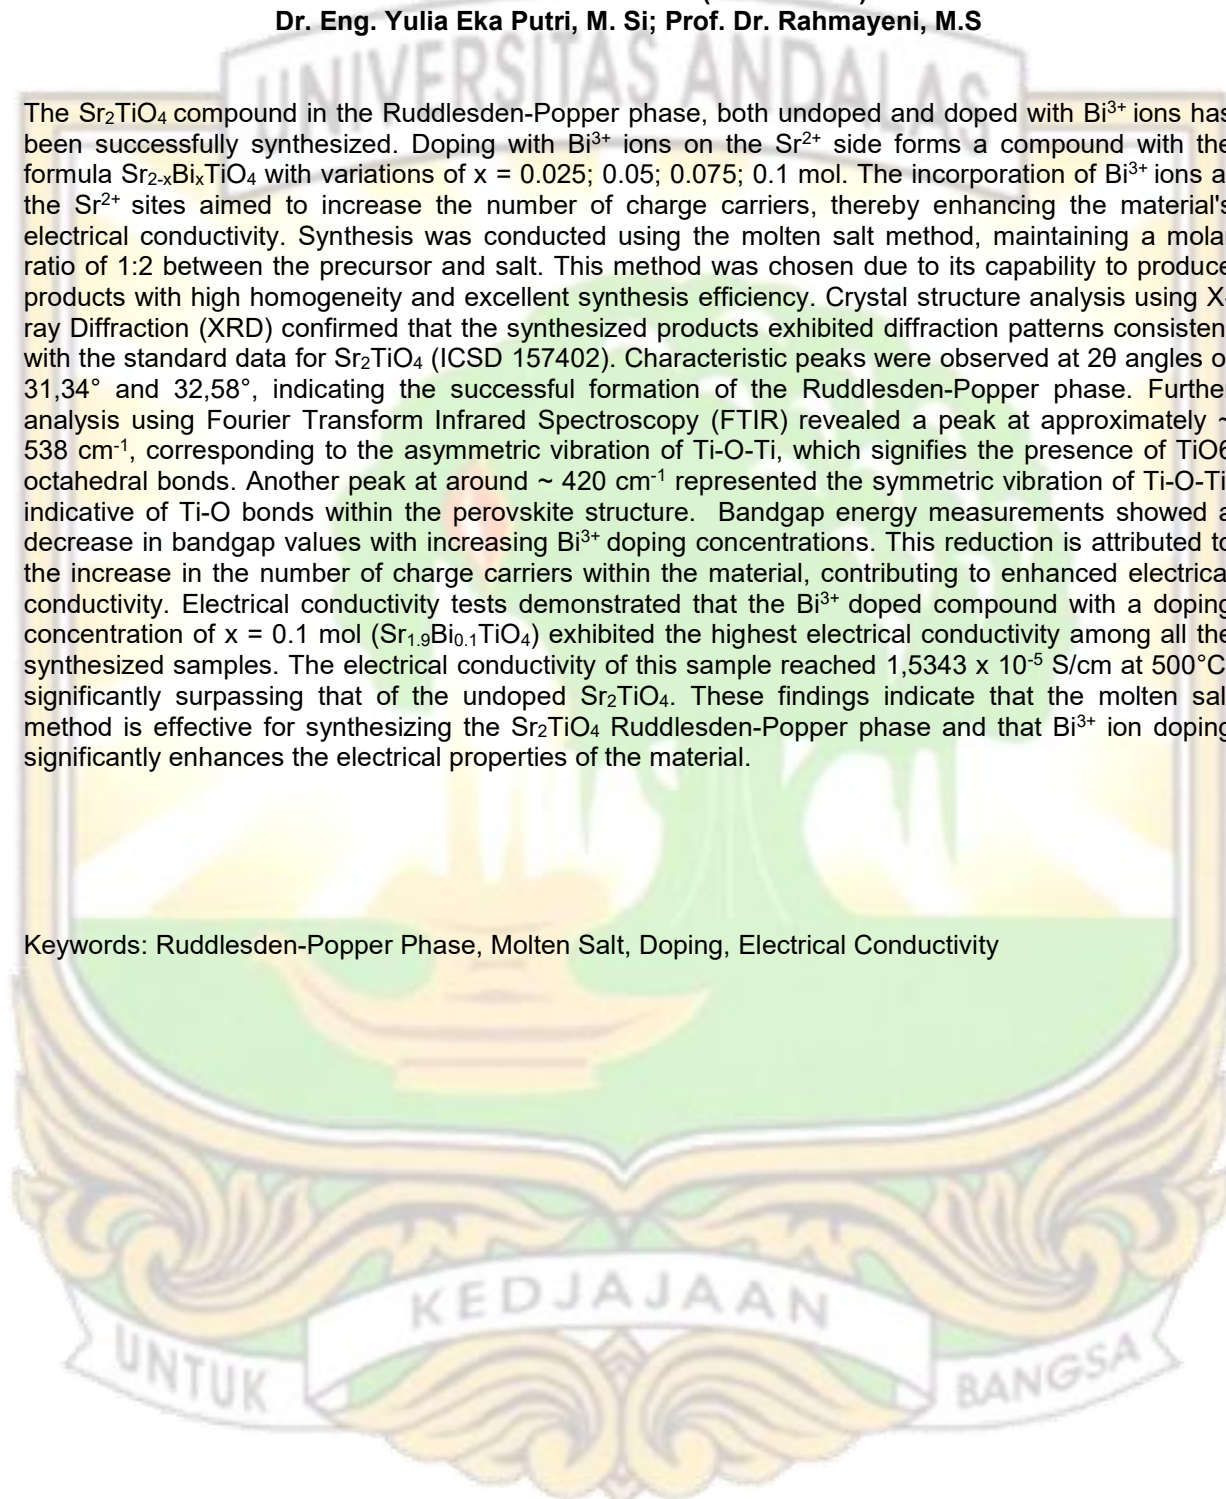 Dr. Eng. Yulia Eka Putri, M. Si; Prof. Dr. Rahmayeni, M.S
UNIVERSITAS ANDALAS
The Sr₂TiO₄ compound in the Ruddlesden-Popper phase, both undoped and doped with Bi³⁺ ions has
been successfully synthesized. Doping with Bi³⁺ ions on the Sr²⁺ side forms a compound with the
formula Sr₂₋ₓBiₓTiO₄ with variations of x = 0.025; 0.05; 0.075; 0.1 mol. The incorporation of Bi³⁺ ions a
the Sr²⁺ sites aimed to increase the number of charge carriers, thereby enhancing the material's
electrical conductivity. Synthesis was conducted using the molten salt method, maintaining a mola
ratio of 1:2 between the precursor and salt. This method was chosen due to its capability to produce
products with high homogeneity and excellent synthesis efficiency. Crystal structure analysis using X-
ray Diffraction (XRD) confirmed that the synthesized products exhibited diffraction patterns consisten
with the standard data for Sr₂TiO₄ (ICSD 157402). Characteristic peaks were observed at 2θ angles o
31,34° and 32,58°, indicating the successful formation of the Ruddlesden-Popper phase. Further
analysis using Fourier Transform Infrared Spectroscopy (FTIR) revealed a peak at approximately ~
538 cm⁻¹, corresponding to the asymmetric vibration of Ti-O-Ti, which signifies the presence of TiO6
octahedral bonds. Another peak at around ~ 420 cm⁻¹ represented the symmetric vibration of Ti-O-Ti
indicative of Ti-O bonds within the perovskite structure. Bandgap energy measurements showed a
decrease in bandgap values with increasing Bi³⁺ doping concentrations. This reduction is attributed to
the increase in the number of charge carriers within the material, contributing to enhanced electrica
conductivity. Electrical conductivity tests demonstrated that the Bi³⁺ doped compound with a doping
concentration of x = 0.1 mol (Sr₁.₉Bi₀.₁TiO₄) exhibited the highest electrical conductivity among all the
synthesized samples. The electrical conductivity of this sample reached 1,5343 x 10⁻⁵ S/cm at 500°C
significantly surpassing that of the undoped Sr₂TiO₄. These findings indicate that the molten sal
method is effective for synthesizing the Sr₂TiO₄ Ruddlesden-Popper phase and that Bi³⁺ ion doping
significantly enhances the electrical properties of the material.
Keywords: Ruddlesden-Popper Phase, Molten Salt, Doping, Electrical Conductivity
KEDJAJAAN
UNTUK
BANGSA